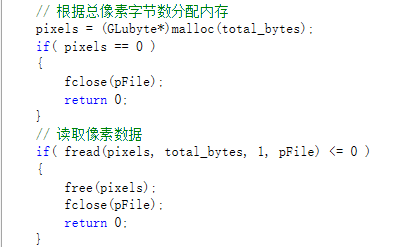 // 根据总像素字节数分配内存
pixels = (GLubyte*)malloc(total_bytes);
if( pixels == 0 )
{
fclose(pFile);
return 0;
}
// 读取像素数据
if( fread(pixels, total_bytes, 1, pFile) <= 0 )
{
free(pixels);
fclose(pFile);
return 0;
}